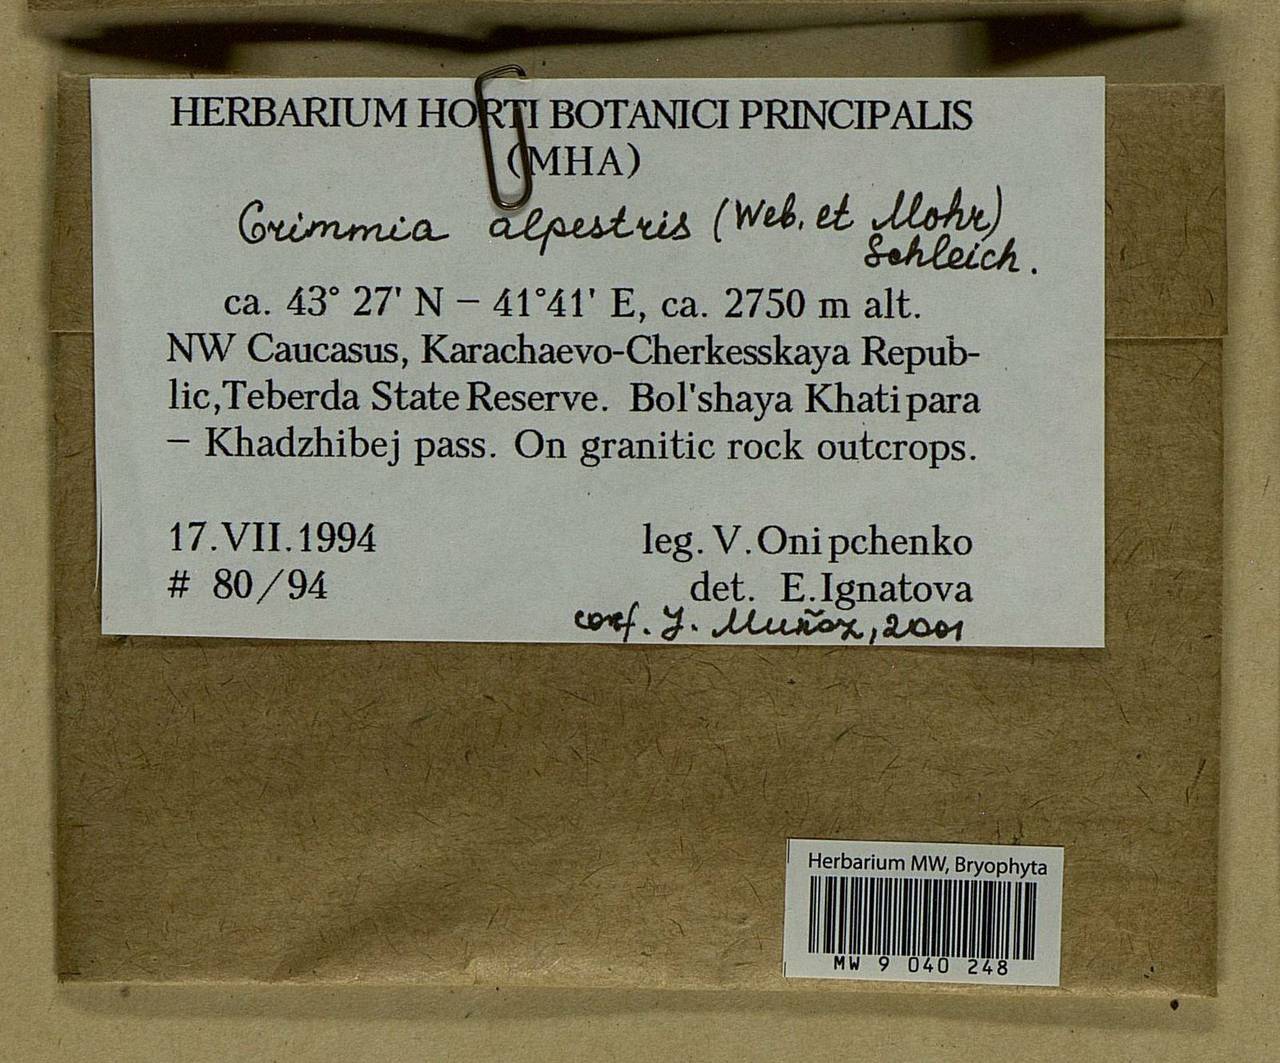 HERBARIUM HORTI BOTANICI PRINCIPALIS
(MHA)
Grimmia alpestris (Web. et Mohr)
Schleich.
ca. 43° 27' N – 41°41' E, ca. 2750 m alt.
NW Caucasus, Karachaevo-Cherkesskaya Repub-
lic,Teberda State Reserve. Bol'shaya Khatipara
– Khadzhibej pass. On granitic rock outcrops.
17.VII.1994
leg. V.Onipchenko
# 80/94
det. E.Ignatova
conf. J. Muñoz, 2001
Herbarium MW, Bryophyta
MW 9 040 248